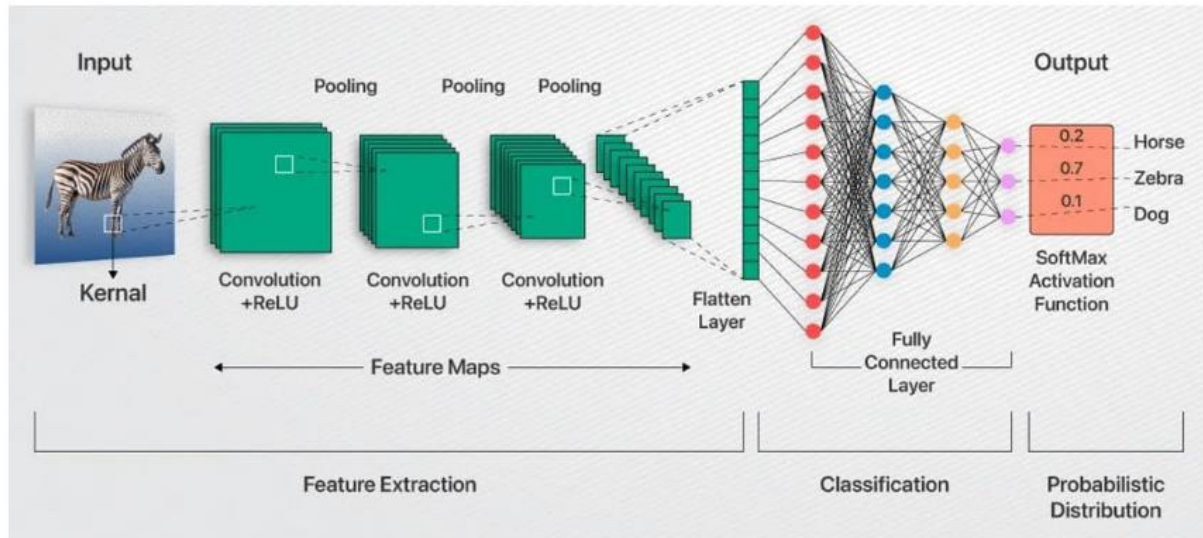 Input
Pooling
Pooling
Pooling
Output
0.2
Horse
0.7
Zebra
0.1
Dog
Kernal
Convolution
+ReLU
Convolution
+ReLU
Convolution
+ReLU
Flatten
Layer
SoftMax
Activation
Function
Feature Maps
Fully
Connected
Layer
Feature Extraction
Classification
Probabilistic
Distribution